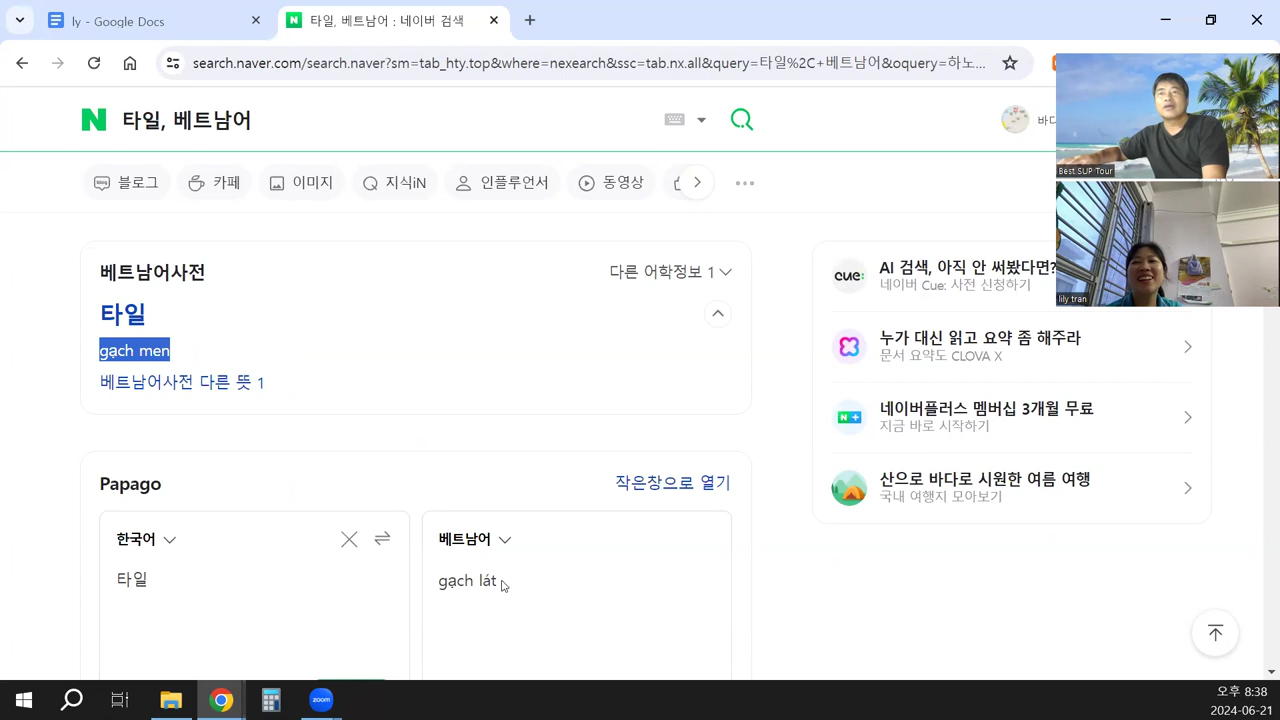 ly - Google Docs
타일, 베트남어 : 네이버 검색
search.naver.com/search.naver?sm=tab_hty.top&where=nexearch&ssc=tab.nx.all&query=타일%2C+베트남어&oquery=하노...
타일, 베트남어
바다
블로그
카페
이미지
지식iN
인플루언서
동영상
베트남어사전
다른 어학정보 1
타일
gạch men
베트남어사전 다른 뜻 1
Papago
작은창으로 열기
한국어
타일
베트남어
gạch lát
cue:
AI 검색, 아직 안 써봤다면?
네이버 Cue: 사전 신청하기
누가 대신 읽고 요약 좀 해주라
문서 요약도 CLOVA X
네이버플러스 멤버십 3개월 무료
지금 바로 시작하기
산으로 바다로 시원한 여름 여행
국내 여행지 모아보기
Best SUP Tour
lily tran
zoom
오후 8:38
2024-06-21